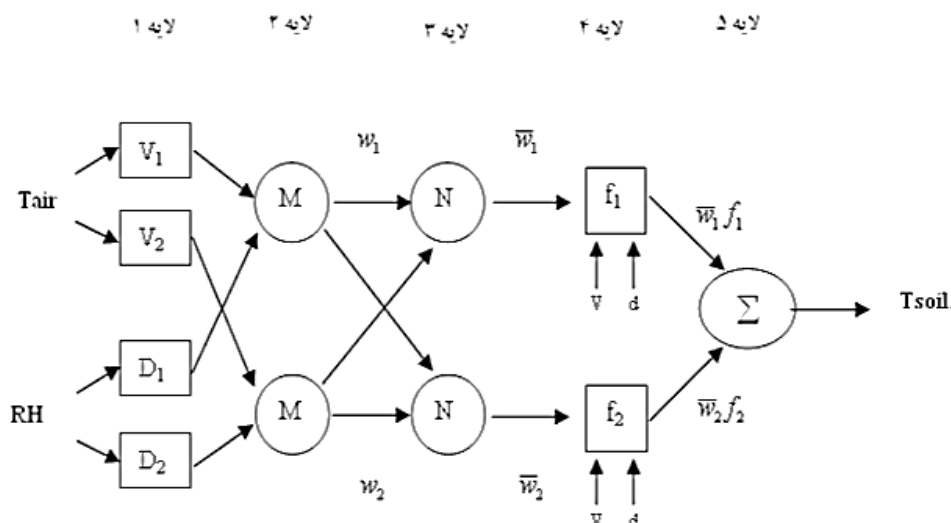 لایه ۱ لایه ۲ لایه ۳ لایه ۴ لایه ۵
w₁ w̅₁
V₁
Tair M N f₁ w̅₁f₁
V₂
V d
Σ Tsoil
D₁
RH M N f₂ w̅₂f₂
D₂
w₂ w̅₂
V d